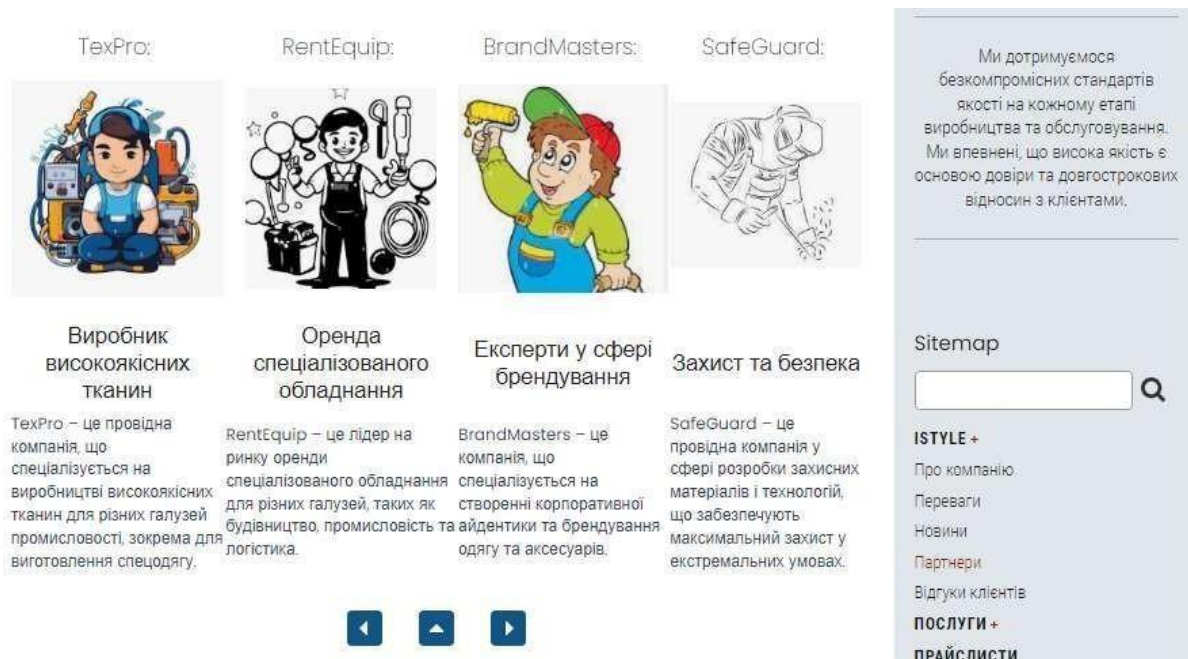 TexPro:
Виробник
високоякісних
тканин
TexPro – це провідна
компанія, що
спеціалізується на
виробництві високоякісних
тканин для різних галузей
промисловості, зокрема для
виготовлення спецодягу.
RentEquip:
Оренда
спеціалізованого
обладнання
RentEquip – це лідер на
ринку оренди
спеціалізованого обладнання
для різних галузей, таких як
будівництво, промисловість та
логістика.
BrandMasters:
Експерти у сфері
брендування
BrandMasters – це
компанія, що
спеціалізується на
створенні корпоративної
айдентики та брендування
одягу та аксесуарів.
SafeGuard:
Захист та безпека
SafeGuard – це
провідна компанія у
сфері розробки захисних
матеріалів і технологій,
що забезпечують
максимальний захист у
екстремальних умовах.
Ми дотримуємося
безкомпромісних стандартів
якості на кожному етапі
виробництва та обслуговування.
Ми впевнені, що висока якість є
основою довіри та довгострокових
відносин з клієнтами.
Sitemap
ISTYLE +
Про компанію
Переваги
Новини
Партнери
Відгуки клієнтів
ПОСЛУГИ +
ПРАЙСЛИСТИ